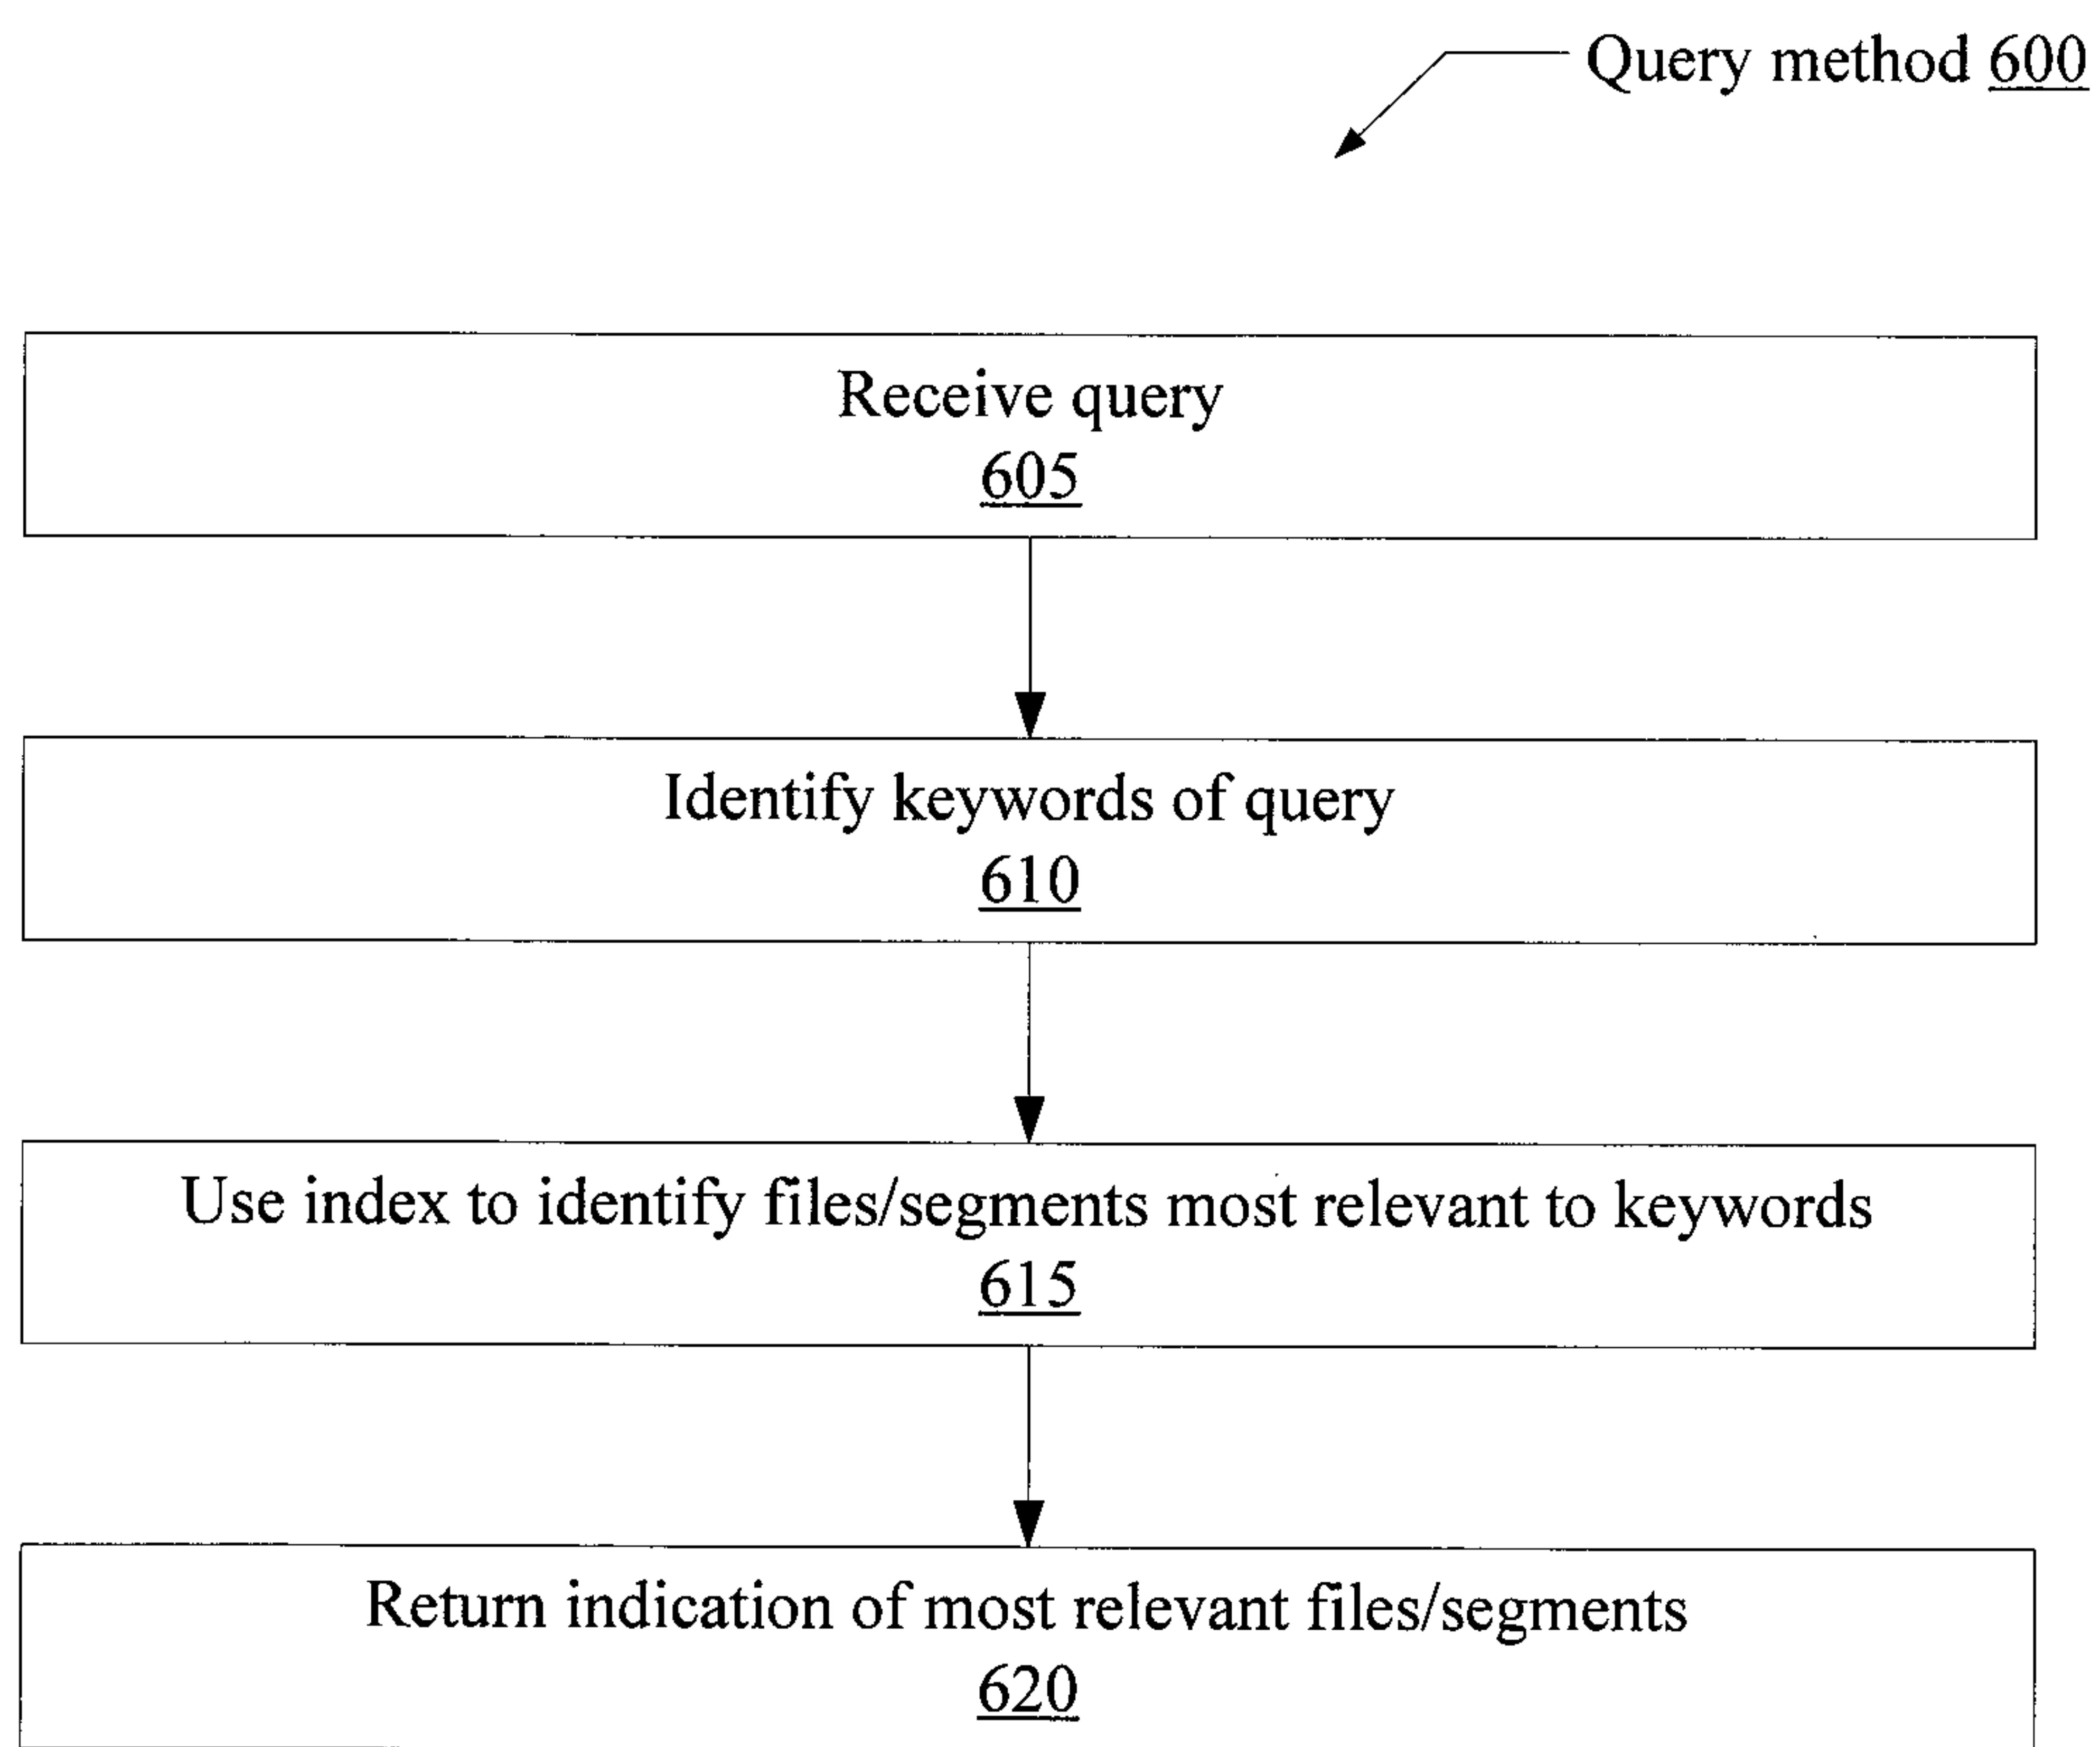 Query method 600
Receive query
605
Identify keywords of query
610
Use index to identify files/segments most relevant to keywords
615
Return indication of most relevant files/segments
620